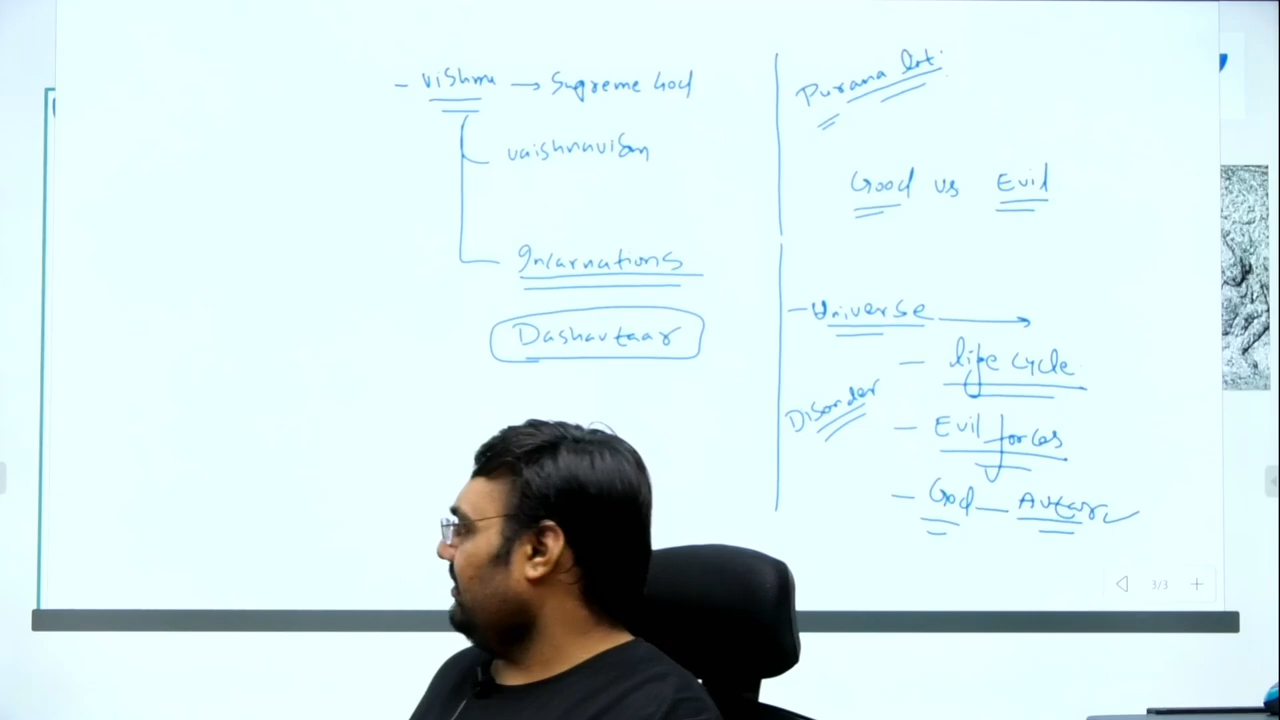 - Vishnu → Supreme God
Vaishnavism
Incarnations
Dashavtaar
Purana lit.
Good vs Evil
- Universe →
- life cycle
Disorder
- Evil forces
- God - Avtaar
3/3 +